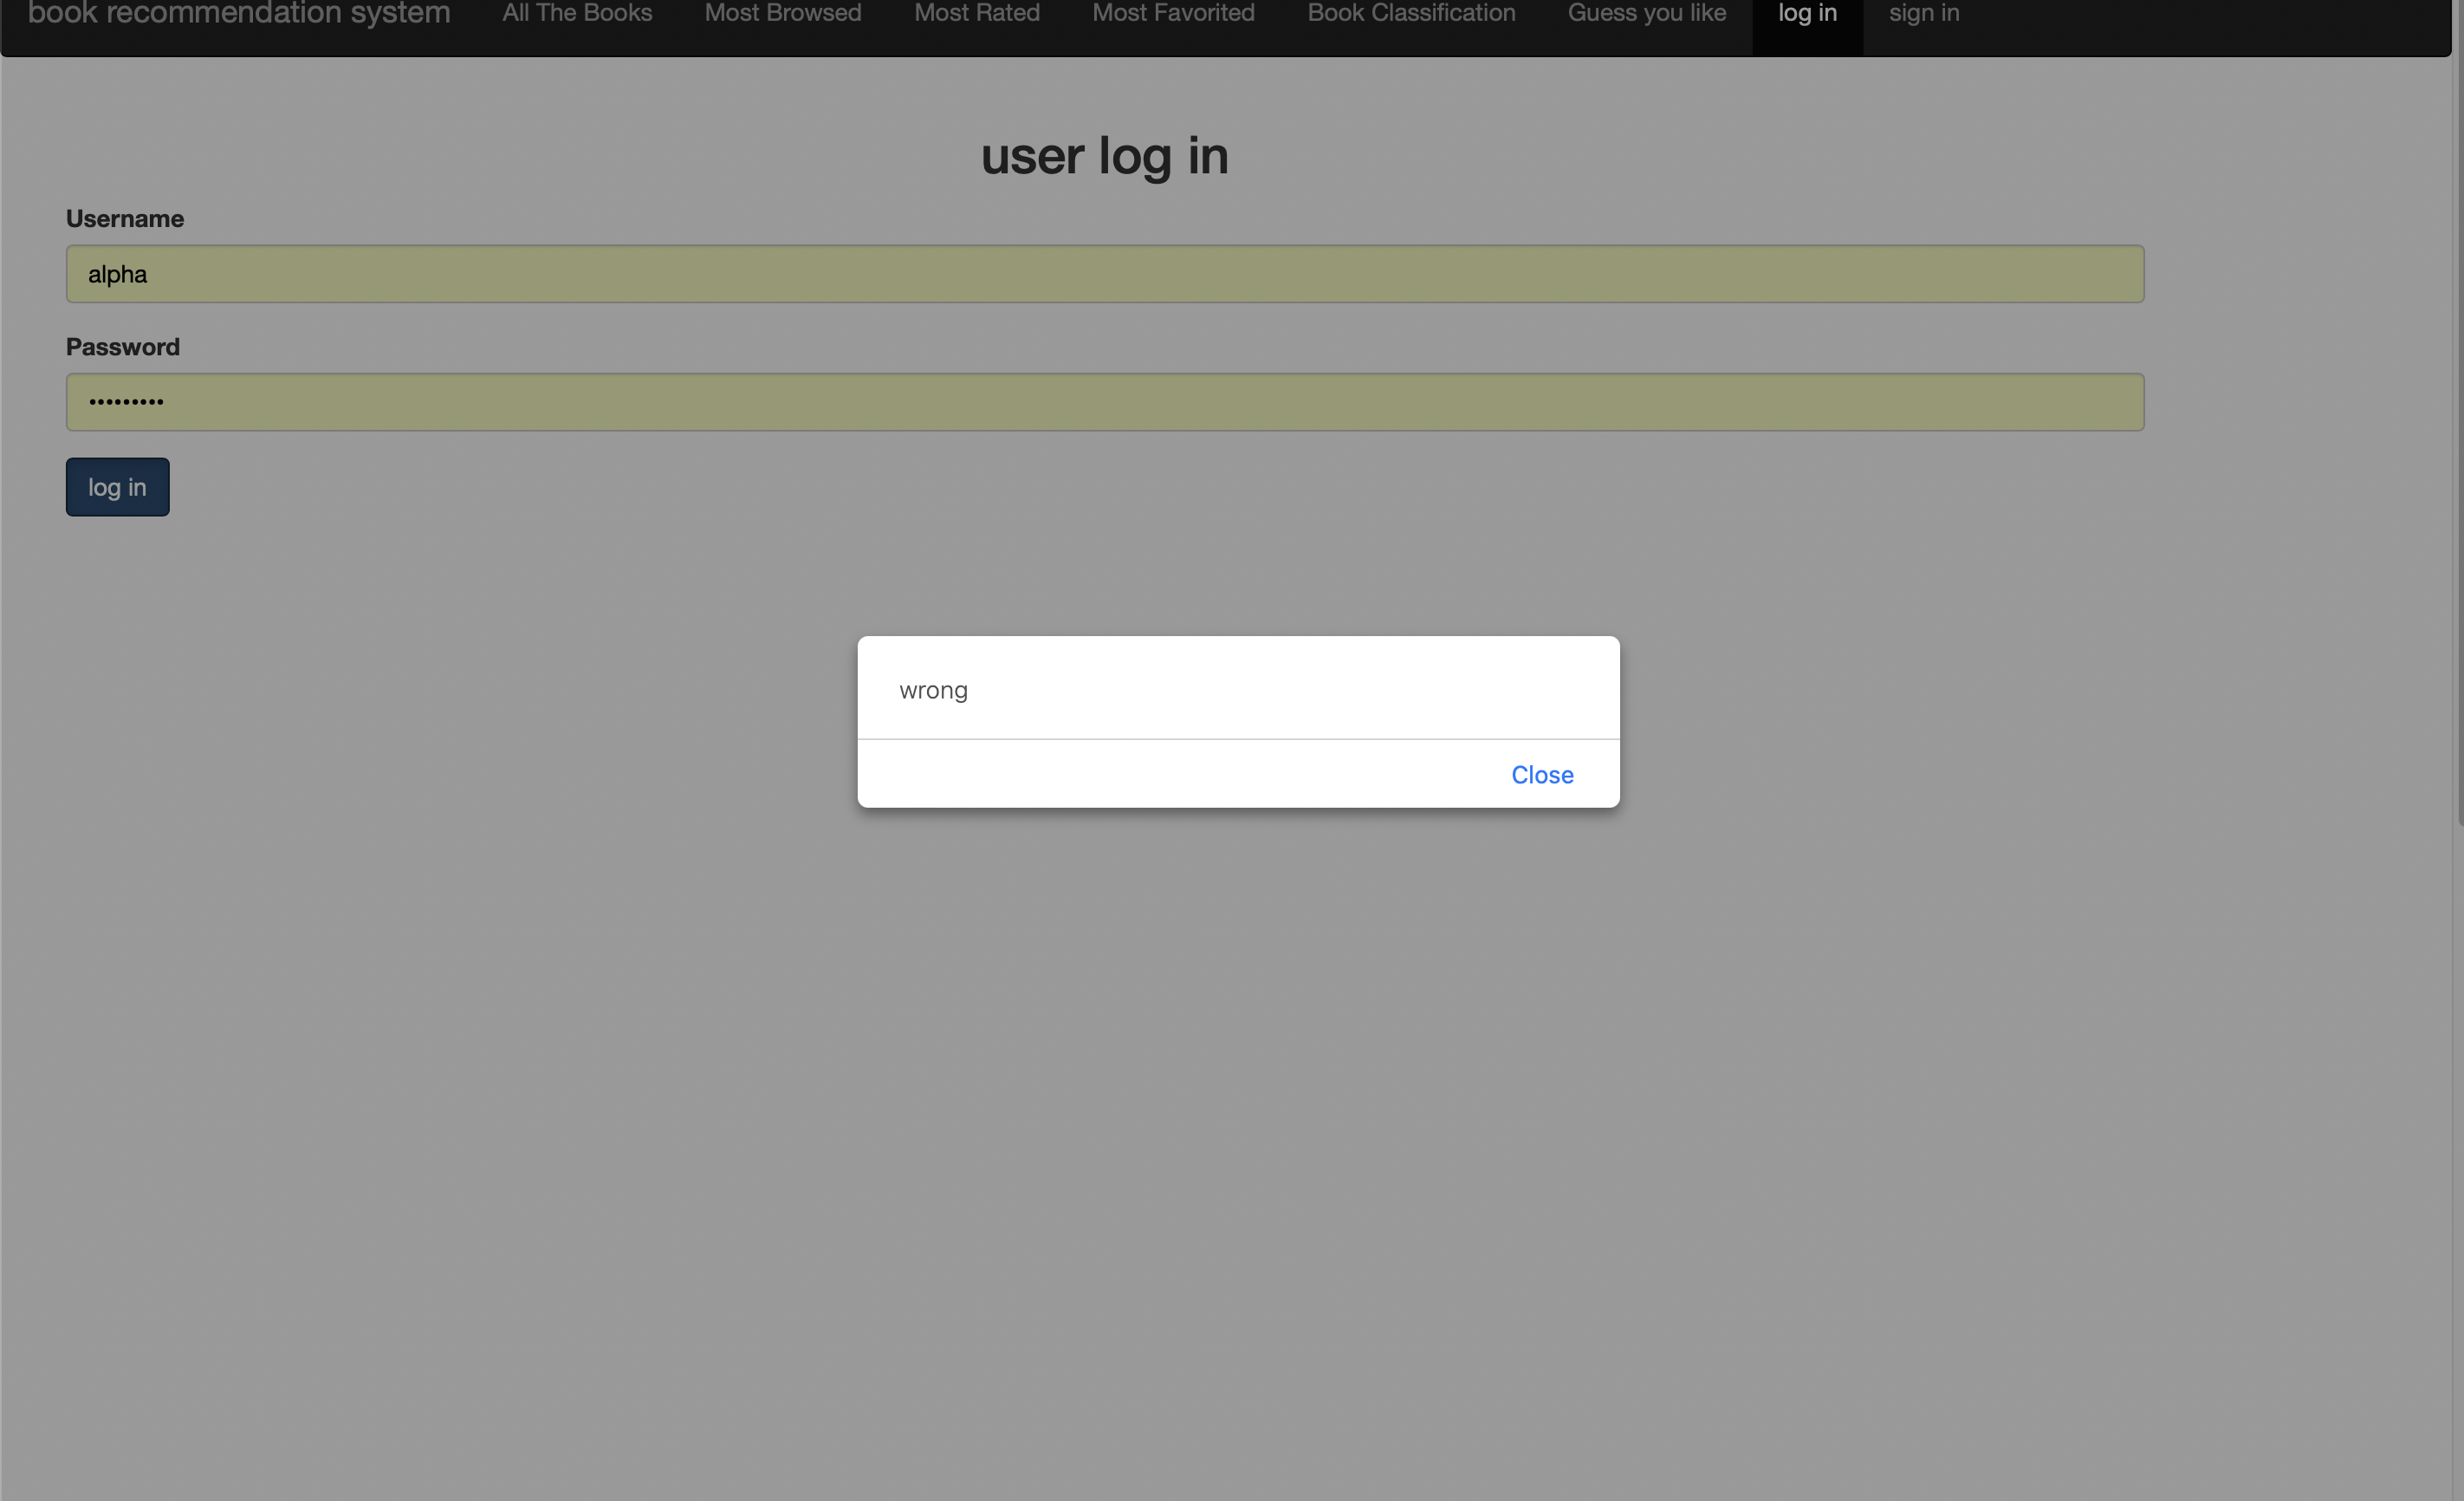 book recommendation system All The Books Most Browsed Most Rated Most Favorited Book Classification Guess you like log in sign in
user log in
Username
alpha
Password
•••••••••
log in
wrong
Close